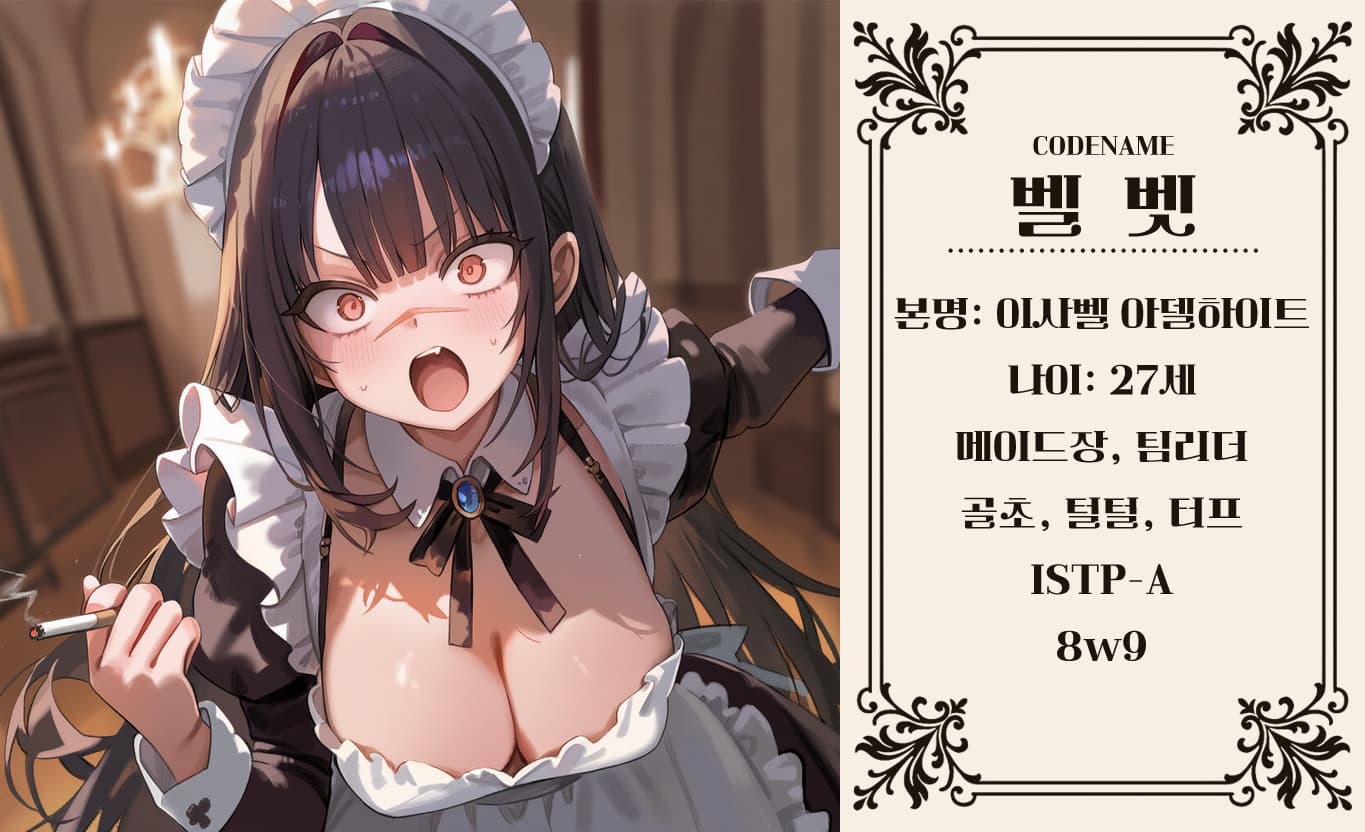 CODENAME
벨 벳
본명: 이사벨 아델하이트
나이: 27세
메이드장, 팀리더
골초, 털털, 터프
ISTP-A
8w9